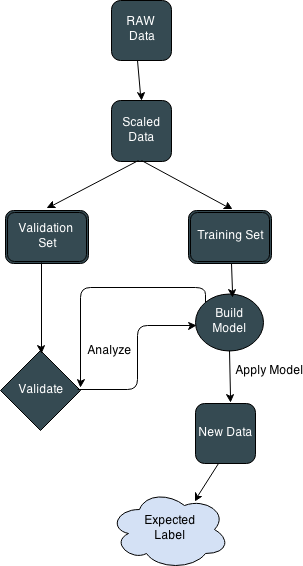 RAW
Data
Scaled
Data
Validation
Set
Training Set
Build
Model
Analyze
Apply Model
Validate
New Data
Expected
Label